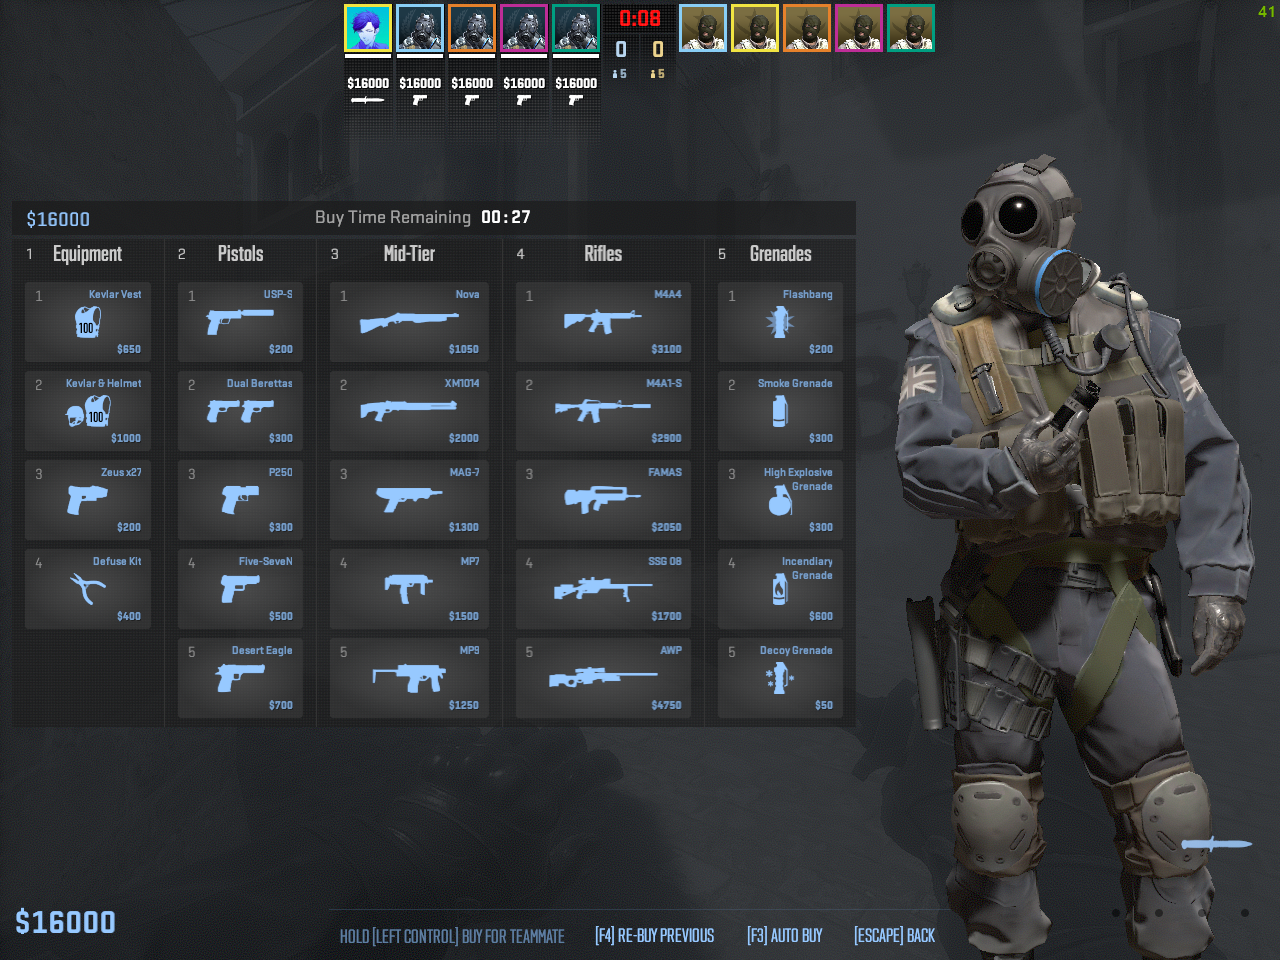 41
0:08
0 0
5 5
$16000 $16000 $16000 $16000 $16000
$16000 Buy Time Remaining 00:27
1 Equipment
1 Kevlar Vest
100
$650
2 Kevlar & Helmet
100
$1000
3 Zeus x27
$200
4 Defuse Kit
$400
2 Pistols
1 USP-S
$200
2 Dual Berettas
$300
3 P250
$300
4 Five-SeveN
$500
5 Desert Eagle
$700
3 Mid-Tier
1 Nova
$1050
2 XM1014
$2000
3 MAG-7
$1300
4 MP7
$1500
5 MP9
$1250
4 Rifles
1 M4A4
$3100
2 M4A1-S
$2900
3 FAMAS
$2050
4 SSG 08
$1700
5 AWP
$4750
5 Grenades
1 Flashbang
$200
2 Smoke Grenade
$300
3 High Explosive
Grenade
$300
4 Incendiary
Grenade
$600
5 Decoy Grenade
$50
$16000
HOLD [LEFT CONTROL] BUY FOR TEAMMATE [F4] RE-BUY PREVIOUS [F3] AUTO BUY [ESCAPE] BACK